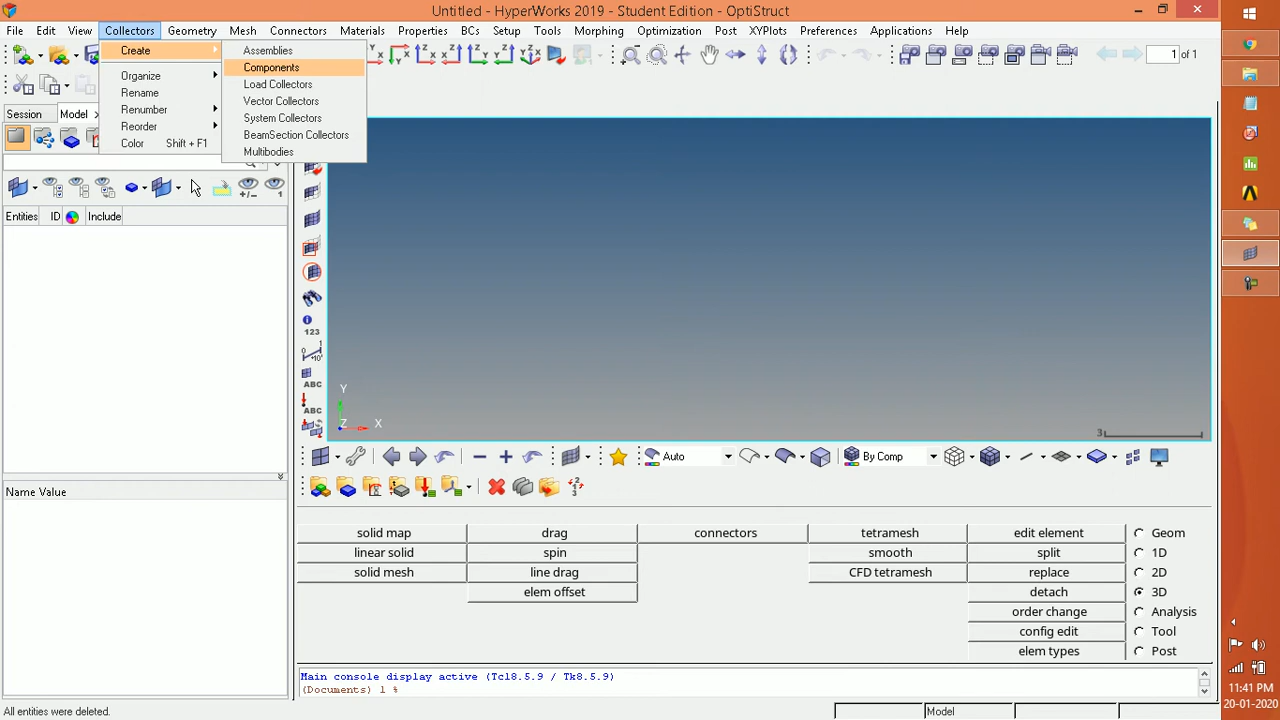 Untitled - HyperWorks 2019 - Student Edition - OptiStruct
File Edit View Collectors Geometry Mesh Connectors Materials Properties BCs Setup Tools Morphing Optimization Post XYPlots Preferences Applications Help
Create
Organize
Rename
Renumber
Reorder
Color Shift + F1
Assemblies
Components
Load Collectors
Vector Collectors
System Collectors
BeamSection Collectors
Multibodies
1 of 1
Session Model
Entities ID Include
Name Value
123
ABC
ABC
Y
Z X
3
Auto
By Comp
solid map drag connectors tetramesh edit element Geom
linear solid spin smooth split 1D
solid mesh line drag CFD tetramesh replace 2D
elem offset detach 3D
order change Analysis
config edit Tool
elem types Post
Main console display active (Tcl8.5.9 / Tk8.5.9)
(Documents) 1 %
All entities were deleted.
Model
11:41 PM
20-01-2020